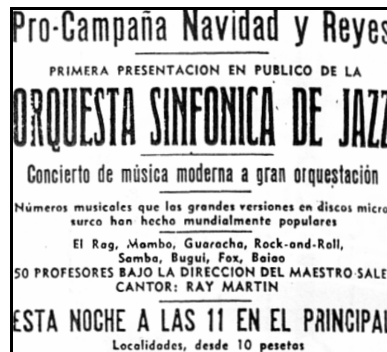 Pro-Campaña Navidad y Reyes
PRIMERA PRESENTACION EN PUBLICO DE LA
ORQUESTA SINFONICA DE JAZZ
Concierto de música moderna a gran orquestación
Números musicales que las grandes versiones en discos micro
surco han hecho mundialmente populares
El Rag, Mambo, Guaracha, Rock-and-Roll,
Samba, Bugui, Fox, Baiao
50 PROFESORES BAJO LA DIRECCION DEL MAESTRO SALE
CANTOR: RAY MARTIN
ESTA NOCHE A LAS 11 EN EL PRINCIPAL
Localidades, desde 10 pesetas